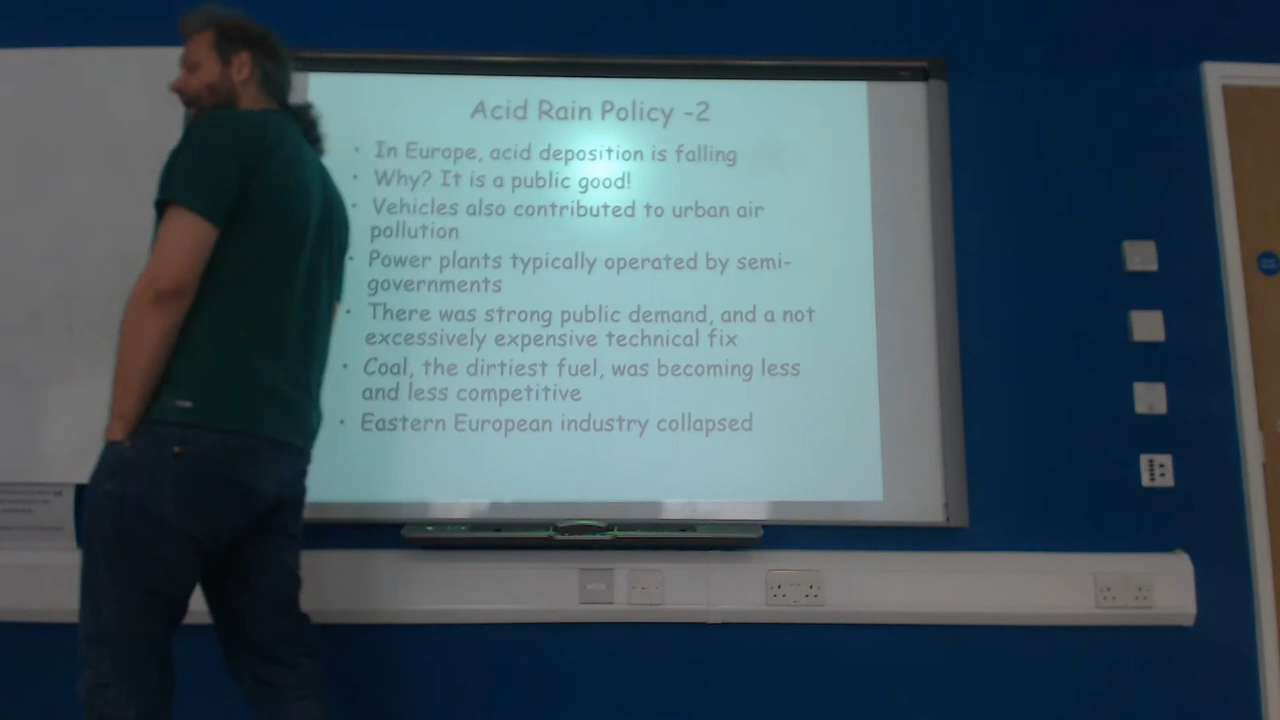 Acid Rain Policy -2
• In Europe, acid deposition is falling
• Why? It is a public good!
• Vehicles also contributed to urban air
pollution
• Power plants typically operated by semi-
governments
• There was strong public demand, and a not
excessively expensive technical fix
• Coal, the dirtiest fuel, was becoming less
and less competitive
• Eastern European industry collapsed